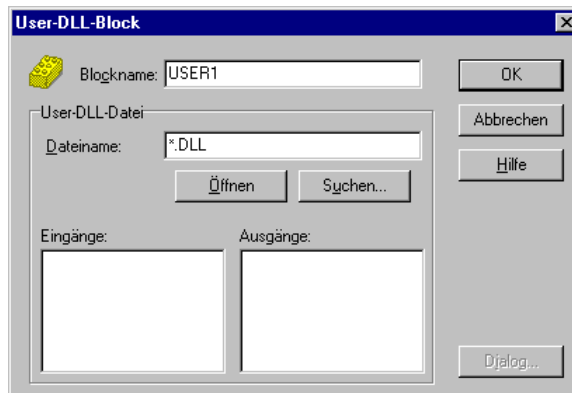 User-DLL-Block
Blockname: USER1
OK
User-DLL-Datei
Abbrechen
Dateiname: *.DLL
Hilfe
Öffnen Suchen...
Eingänge: Ausgänge:
Dialog...